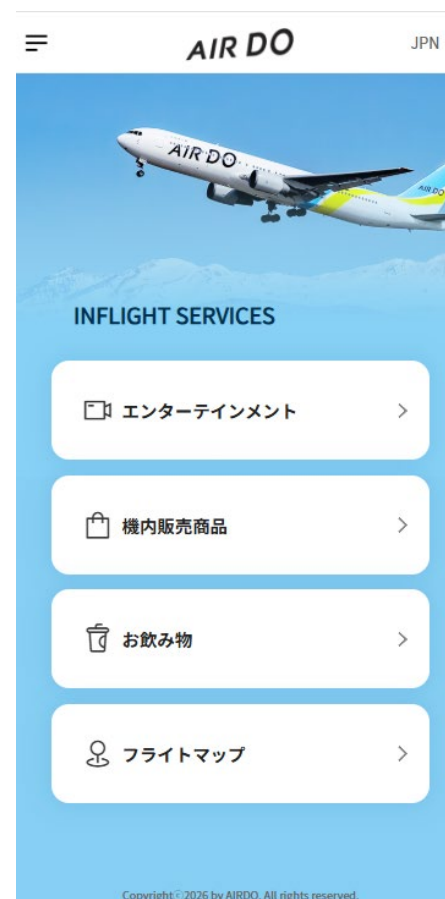 AIR DO
JPN
AIR DO
AIR DO
INFLIGHT SERVICES
エンターテインメント
機内販売商品
お飲み物
フライトマップ
Copyright©2026 by AIRDO. All rights reserved.